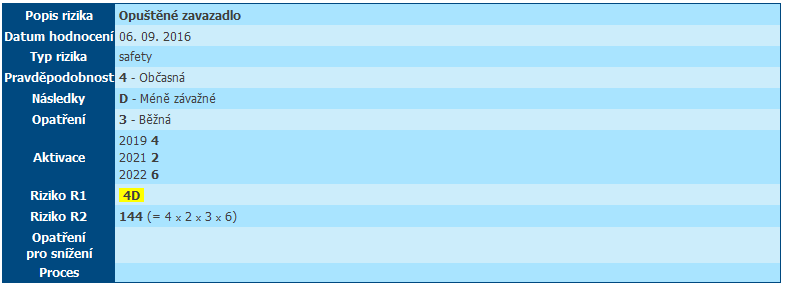 Popis rizika Opuštěné zavazadlo
Datum hodnocení 06. 09. 2016
Typ rizika safety
Pravděpodobnost 4 - Občasná
Následky D - Méně závažné
Opatření 3 - Běžná
Aktivace
2019 4
2021 2
2022 6
Riziko R1 4D
Riziko R2 144 (= 4 x 2 x 3 x 6)
Opatření
pro snížení
Proces